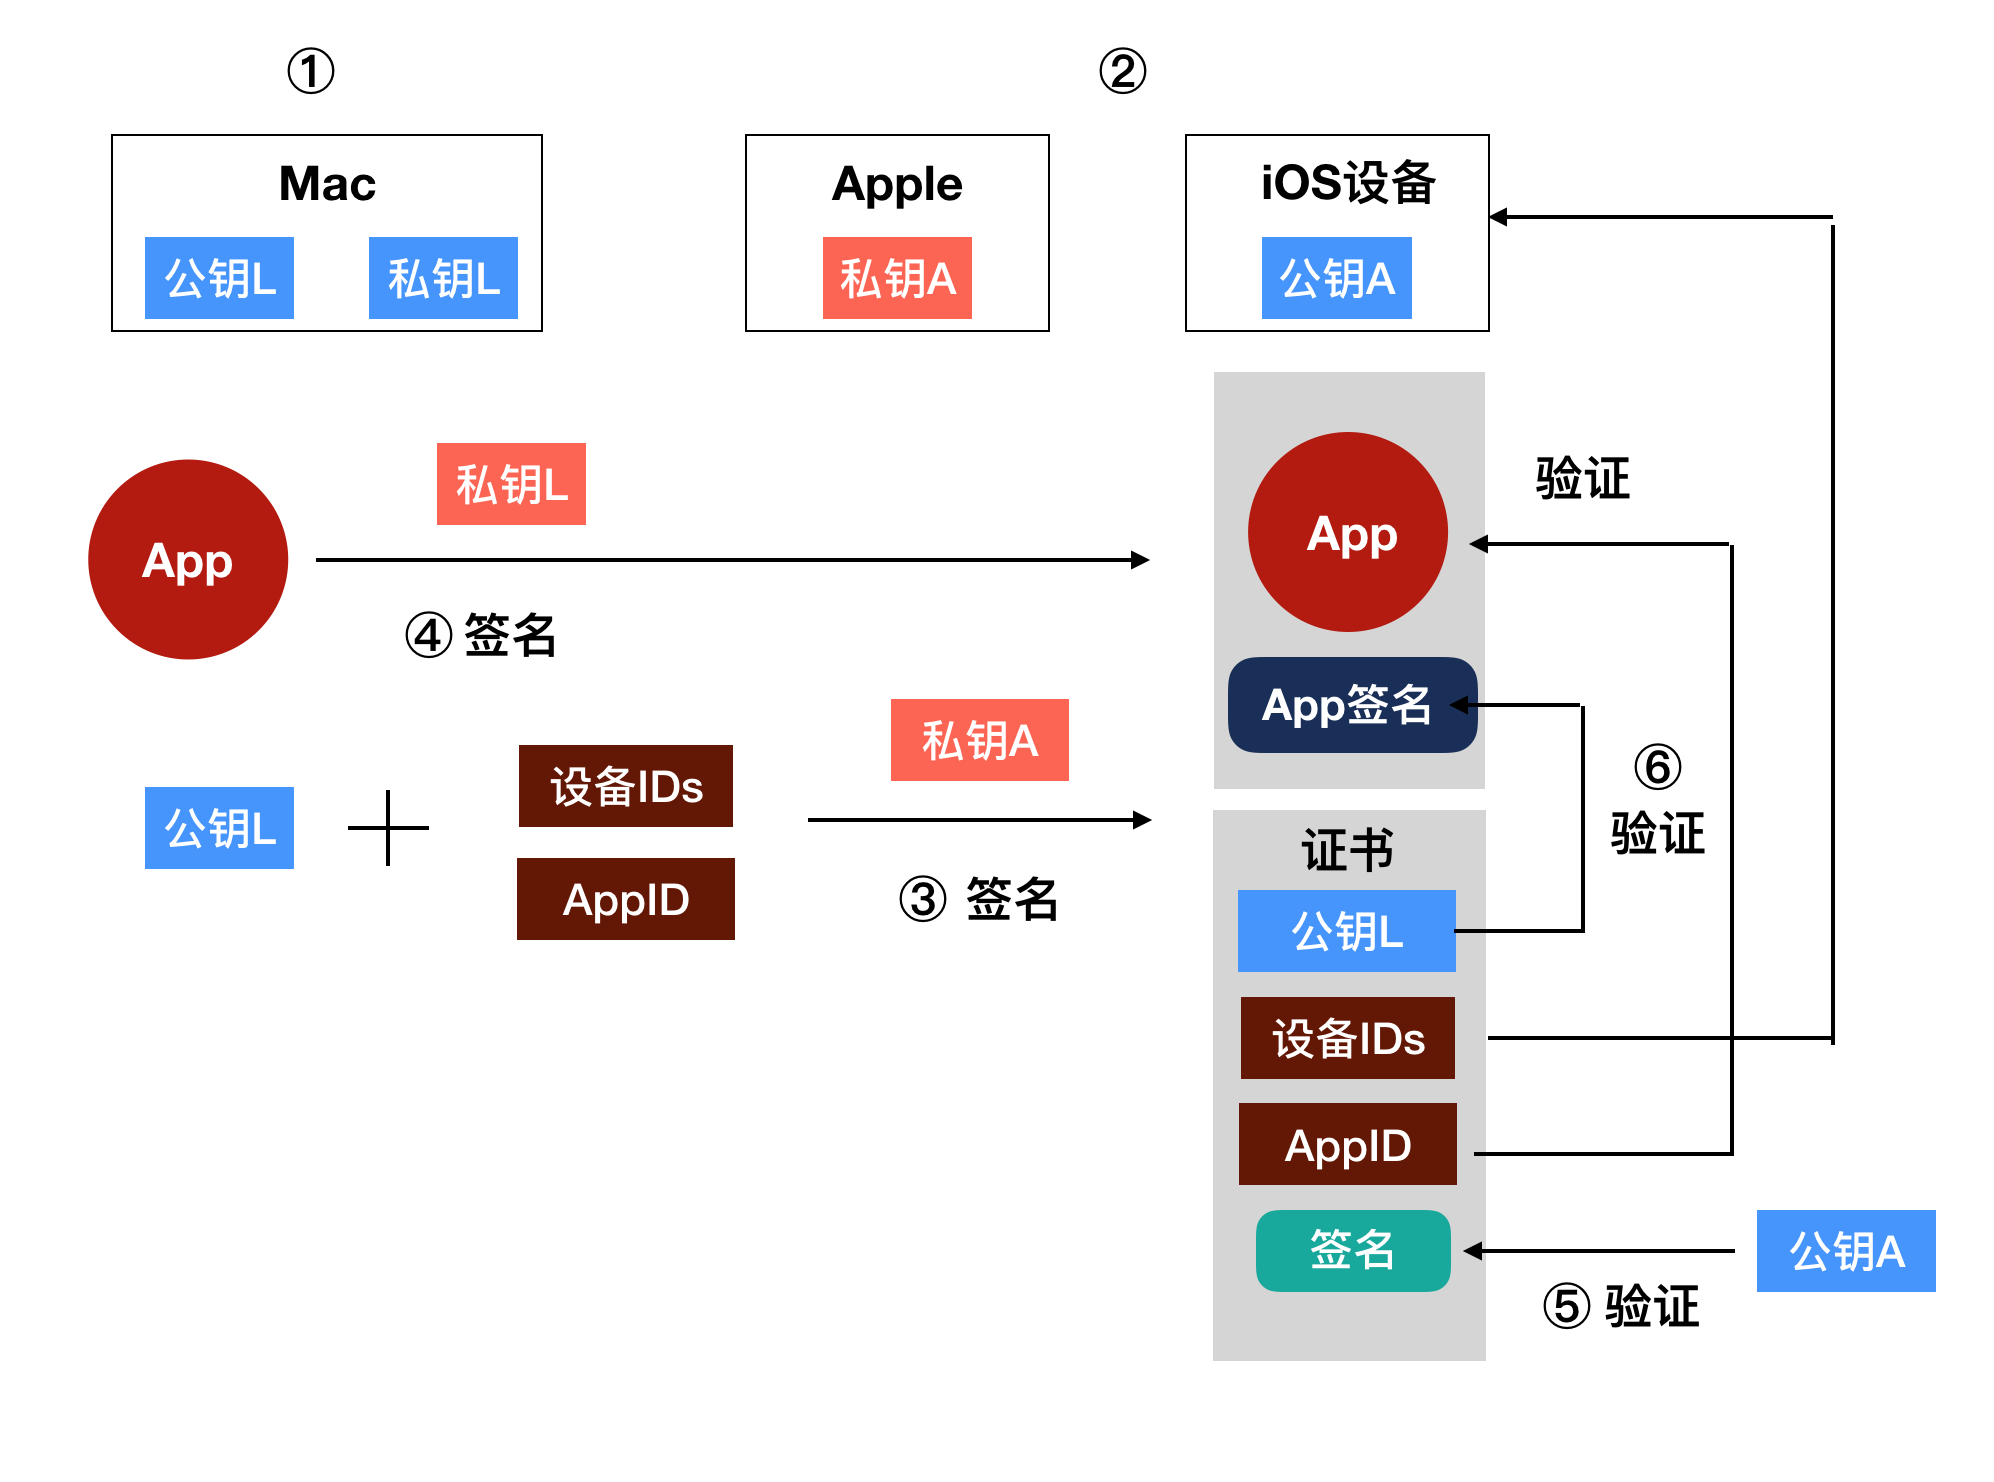 ①
②
Mac
公钥L
私钥L
Apple
私钥A
iOS设备
公钥A
App
私钥L
④ 签名
App
验证
App签名
公钥L
设备IDs
AppID
私钥A
③ 签名
⑥
验证
证书
公钥L
设备IDs
AppID
签名
公钥A
⑤ 验证